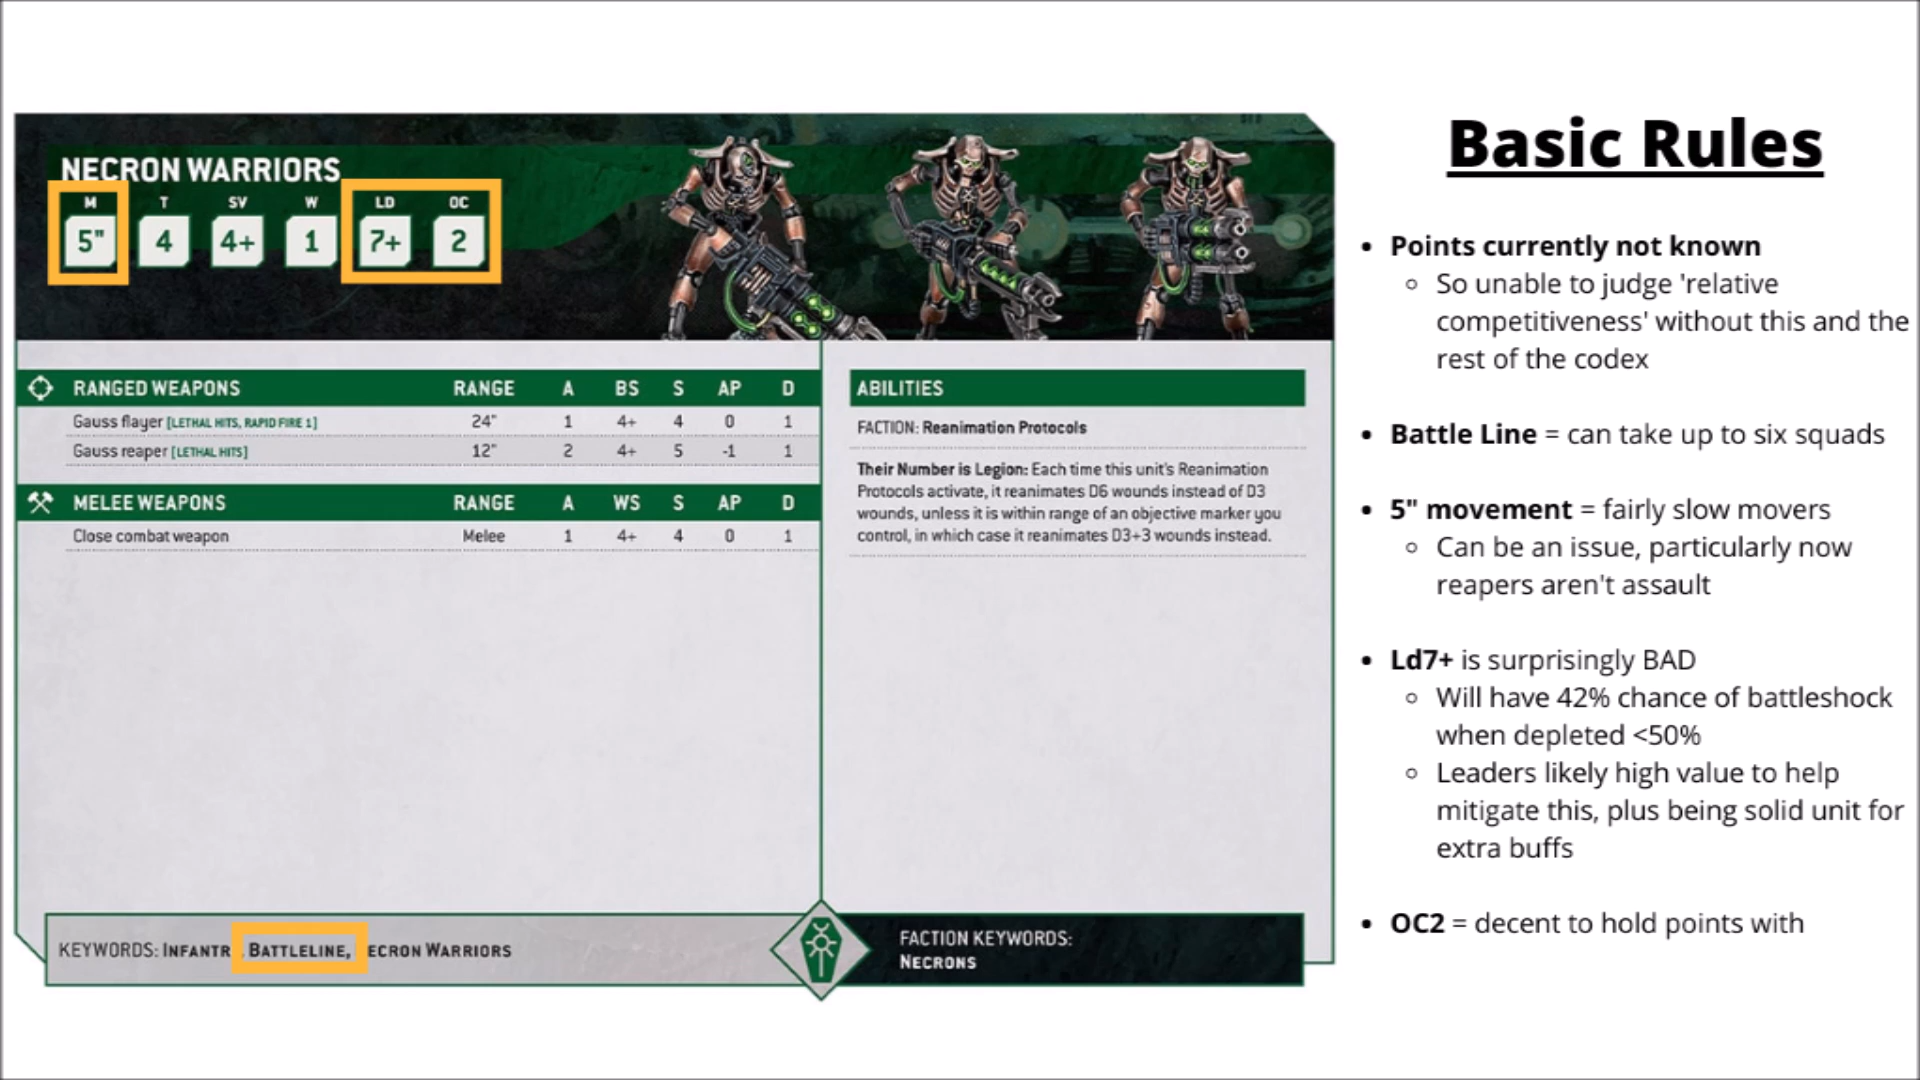 NECRON WARRIORS
M T SV W LD OC
5" 4 4+ 1 7+ 2
RANGED WEAPONS RANGE A BS S AP D
Gauss flayer [LETHAL HITS, RAPID FIRE 1] 24" 1 4+ 4 0 1
Gauss reaper [LETHAL HITS] 12" 2 4+ 5 -1 1
MELEE WEAPONS RANGE A WS S AP D
Close combat weapon Melee 1 4+ 4 0 1
ABILITIES
FACTION: Reanimation Protocols
Their Number is Legion: Each time this unit's Reanimation
Protocols activate, it reanimates D6 wounds instead of D3
wounds, unless it is within range of an objective marker you
control, in which case it reanimates D3+3 wounds instead.
KEYWORDS: INFANTR BATTLELINE, ECRON WARRIORS
FACTION KEYWORDS:
NECRONS
Basic Rules
• Points currently not known
◦ So unable to judge 'relative
competitiveness' without this and the
rest of the codex
• Battle Line = can take up to six squads
• 5" movement = fairly slow movers
◦ Can be an issue, particularly now
reapers aren't assault
• Ld7+ is surprisingly BAD
◦ Will have 42% chance of battleshock
when depleted <50%
◦ Leaders likely high value to help
mitigate this, plus being solid unit for
extra buffs
• OC2 = decent to hold points with